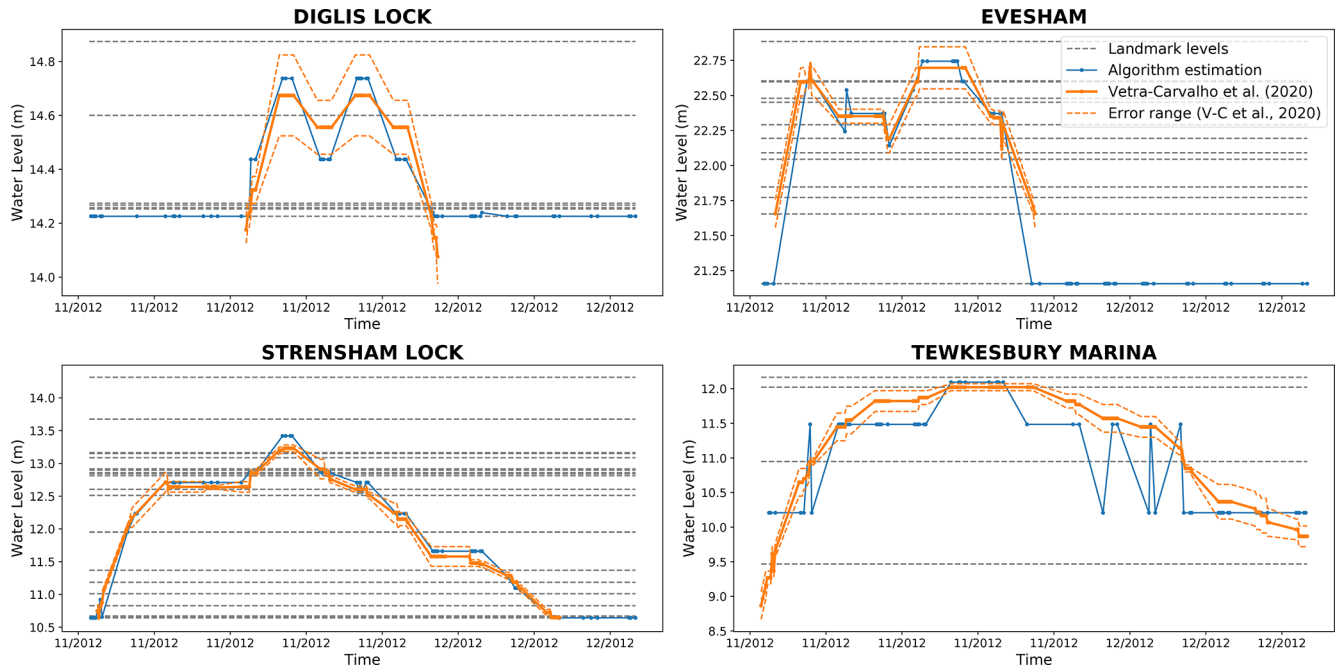 DIGLIS LOCK
Water Level (m)
14.8
14.6
14.4
14.2
14.0
11/2012 11/2012 11/2012 11/2012 11/2012 12/2012 12/2012 12/2012
Time
EVESHAM
Landmark levels
Algorithm estimation
Vetra-Carvalho et al. (2020)
Error range (V-C et al., 2020)
Water Level (m)
22.75
22.50
22.25
22.00
21.75
21.50
21.25
11/2012 11/2012 11/2012 11/2012 11/2012 12/2012 12/2012 12/2012
Time
STRENSHAM LOCK
Water Level (m)
14.0
13.5
13.0
12.5
12.0
11.5
11.0
10.5
11/2012 11/2012 11/2012 11/2012 11/2012 12/2012 12/2012 12/2012
Time
TEWKESBURY MARINA
Water Level (m)
12.0
11.5
11.0
10.5
10.0
9.5
9.0
8.5
11/2012 11/2012 11/2012 11/2012 11/2012 12/2012 12/2012 12/2012
Time